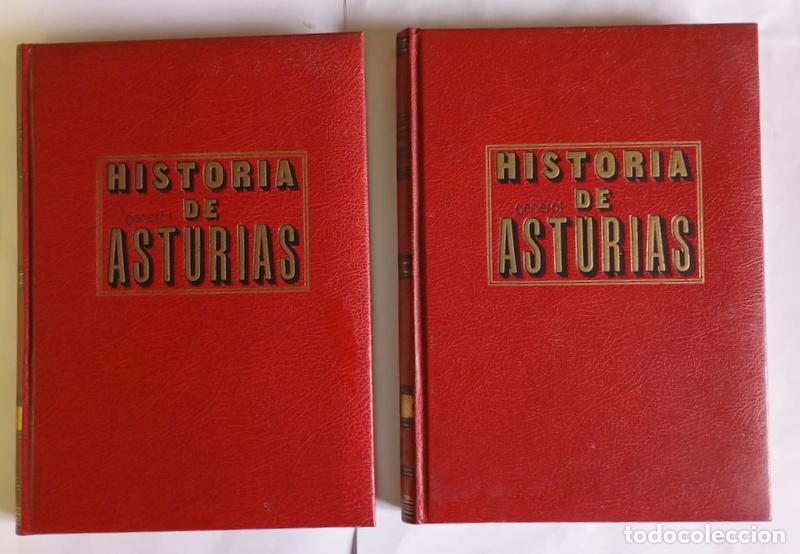 HISTORIA
general DE
ASTURIAS
HISTORIA
general DE
ASTURIAS
todocoleccion